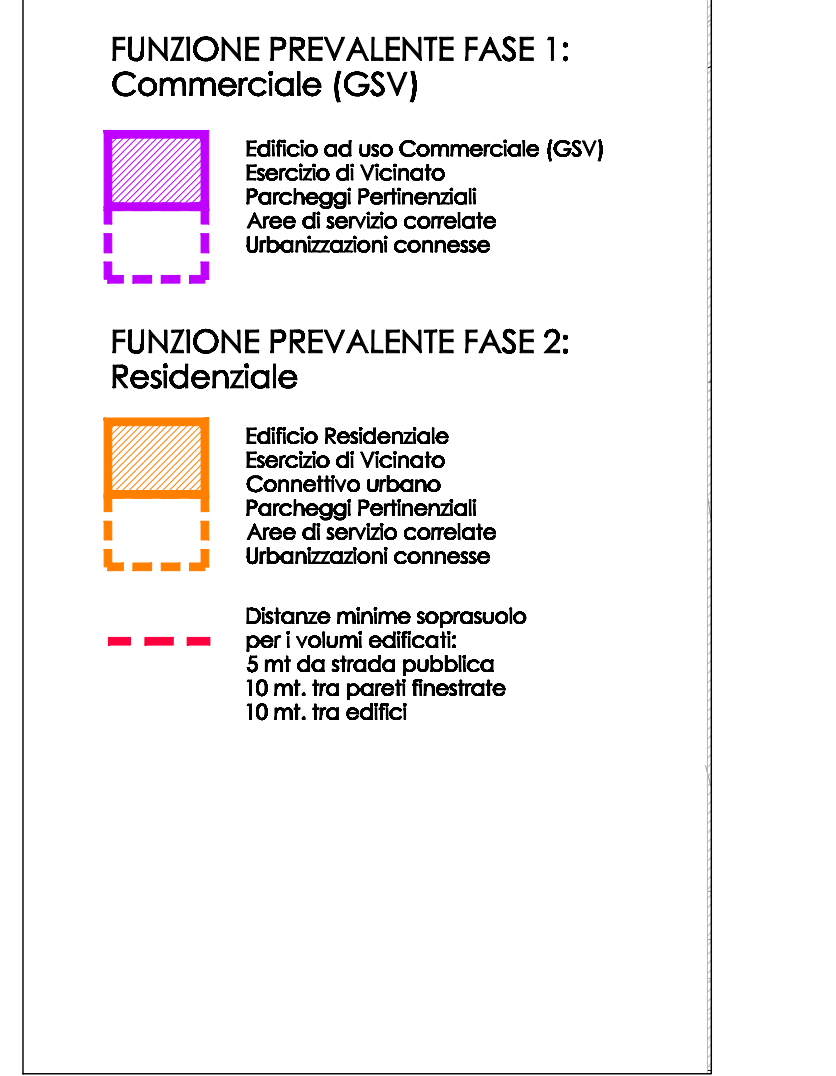 FUNZIONE PREVALENTE FASE 1:
Commerciale (GSV)
Edificio ad uso Commerciale (GSV)
Esercizio di Vicinato
Parcheggi Pertinenziali
Aree di servizio correlate
Urbanizzazioni connesse
FUNZIONE PREVALENTE FASE 2:
Residenziale
Edificio Residenziale
Esercizio di Vicinato
Connettivo urbano
Parcheggi Pertinenziali
Aree di servizio correlate
Urbanizzazioni connesse
Distanze minime soprasuolo
per i volumi edificati:
5 mt da strada pubblica
10 mt. tra pareti finestrate
10 mt. tra edifici